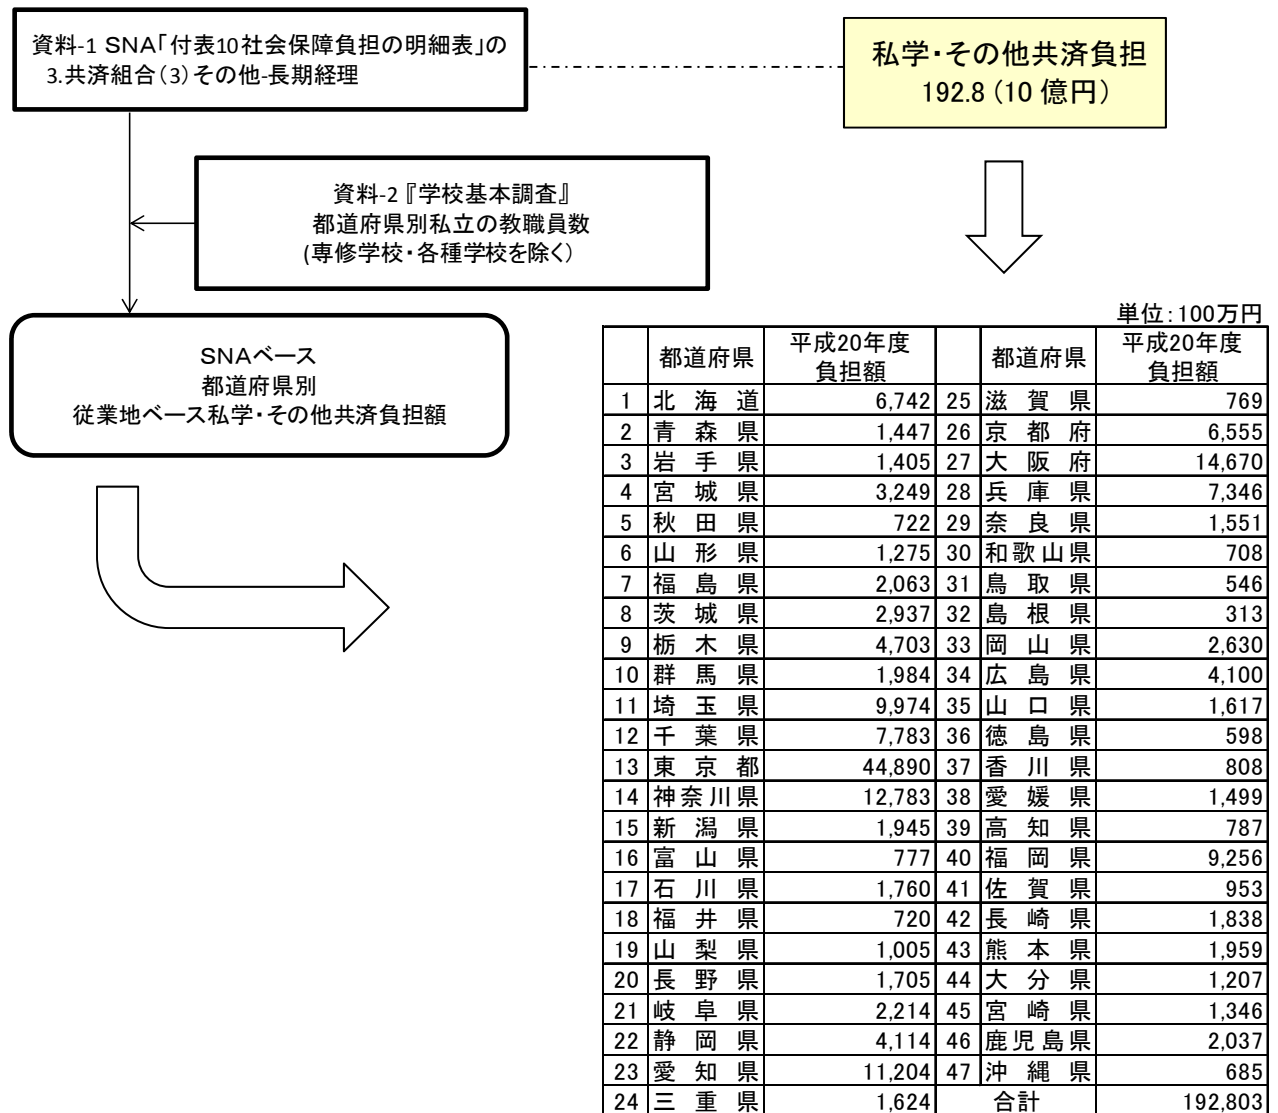 資料-1 SNA「付表10社会保障負担の明細表」の
3.共済組合(3)その他-長期経理
私学・その他共済負担
192.8 (10 億円)
資料-2『学校基本調査』
都道府県別私立の教職員数
(専修学校・各種学校を除く)
SNAベース
都道府県別
従業地ベース私学・その他共済負担額
単位:100万円
都道府県 平成20年度負担額 都道府県 平成20年度負担額
1 北海道 6,742 25 滋賀県 769
2 青森県 1,447 26 京都府 6,555
3 岩手県 1,405 27 大阪府 14,670
4 宮城県 3,249 28 兵庫県 7,346
5 秋田県 722 29 奈良県 1,551
6 山形県 1,275 30 和歌山県 708
7 福島県 2,063 31 鳥取県 546
8 茨城県 2,937 32 島根県 313
9 栃木県 4,703 33 岡山県 2,630
10 群馬県 1,984 34 広島県 4,100
11 埼玉県 9,974 35 山口県 1,617
12 千葉県 7,783 36 徳島県 598
13 東京都 44,890 37 香川県 808
14 神奈川県 12,783 38 愛媛県 1,499
15 新潟県 1,945 39 高知県 787
16 富山県 777 40 福岡県 9,256
17 石川県 1,760 41 佐賀県 953
18 福井県 720 42 長崎県 1,838
19 山梨県 1,005 43 熊本県 1,959
20 長野県 1,705 44 大分県 1,207
21 岐阜県 2,214 45 宮崎県 1,346
22 静岡県 4,114 46 鹿児島県 2,037
23 愛知県 11,204 47 沖縄県 685
24 三重県 1,624 合計 192,803